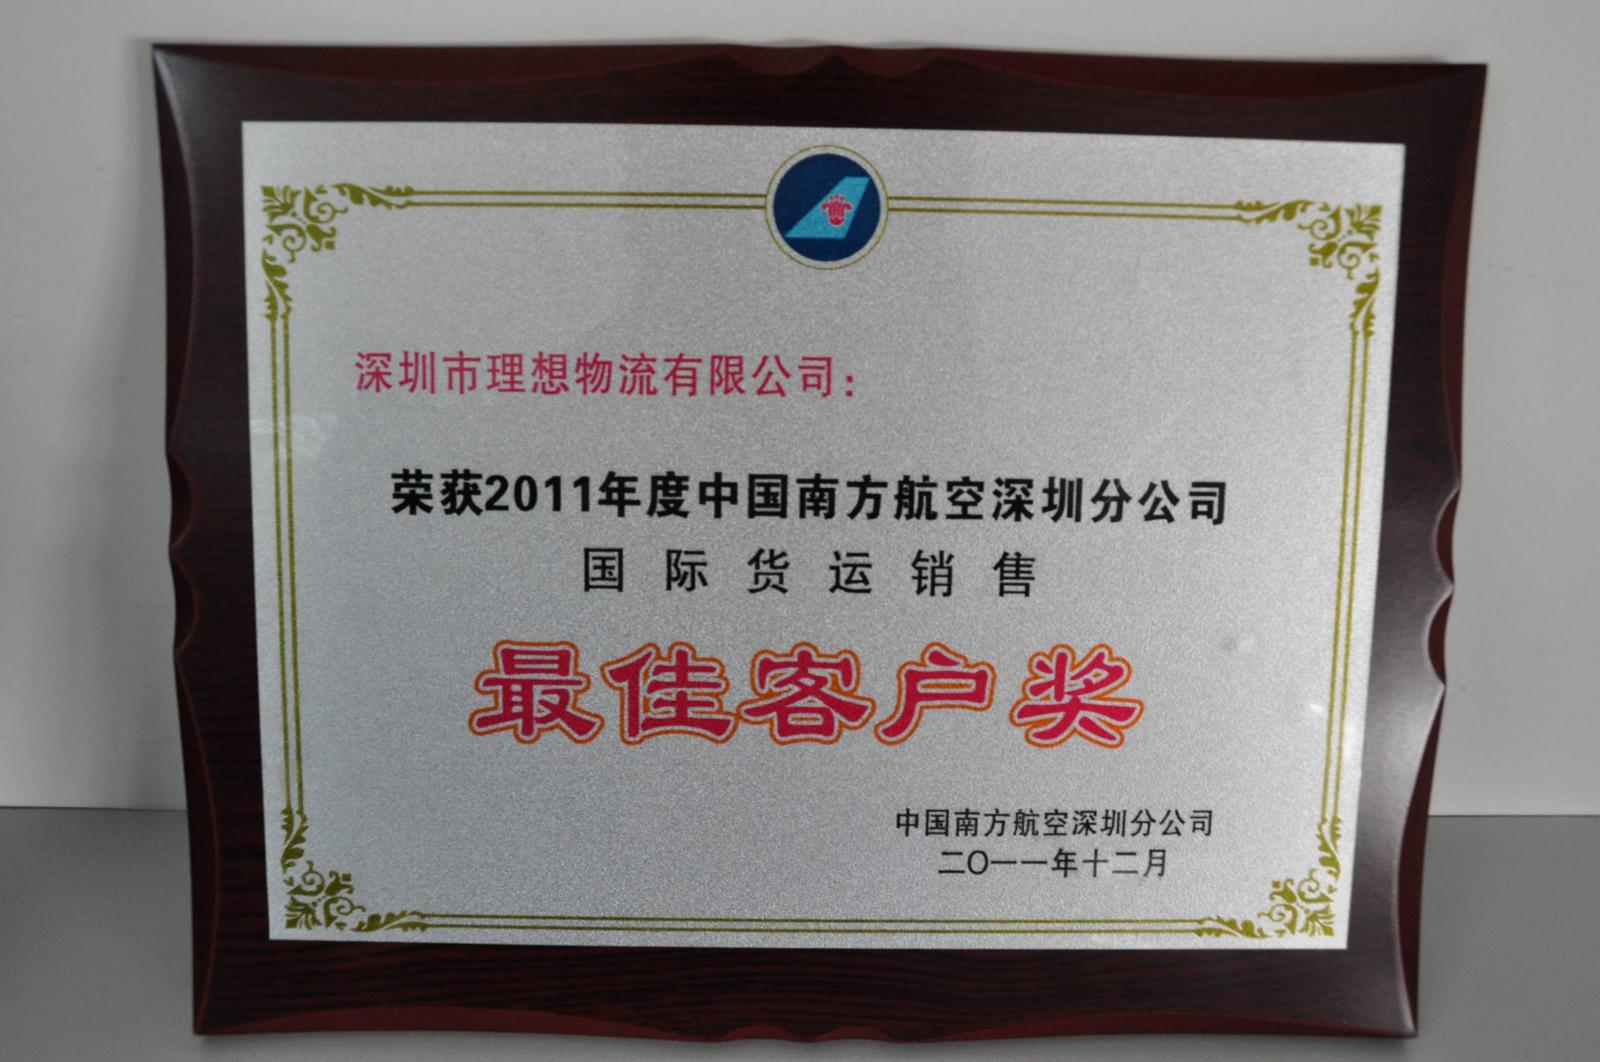 深圳市理想物流有限公司：
荣获2011年度中国南方航空深圳分公司
国际货运销售
最佳客户奖
中国南方航空深圳分公司
二〇一一年十二月